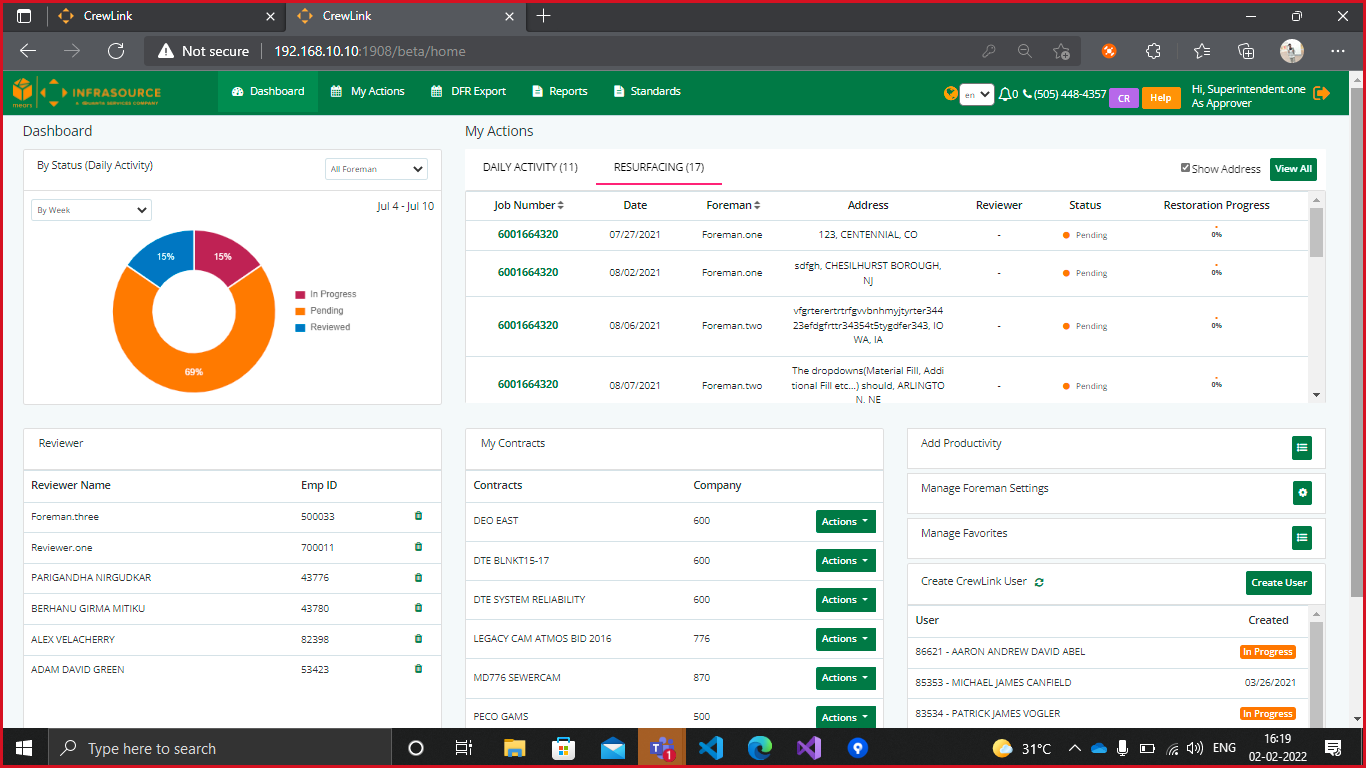 CrewLink
CrewLink
Not secure
192.168.10.10:1908/beta/home
mears
INFRASOURCE
A QUANTA SERVICES COMPANY
Dashboard
My Actions
DFR Export
Reports
Standards
en
0
(505) 448-4357
CR
Help
Hi, Superintendent.one
As Approver
Dashboard
By Status (Daily Activity)
All Foreman
By Week
Jul 4 - Jul 10
15%
15%
69%
In Progress
Pending
Reviewed
My Actions
DAILY ACTIVITY (11)
RESURFACING (17)
Show Address
View All
Job Number Date Foreman Address Reviewer Status Restoration Progress
6001664320 07/27/2021 Foreman.one 123, CENTENNIAL, CO - Pending 0%
6001664320 08/02/2021 Foreman.one sdfgh, CHESILHURST BOROUGH, - Pending 0%
NJ
vfgrterertrtrfgvvbnhmyjtyrter344
6001664320 08/06/2021 Foreman.two 23efdgfrttr34354t5tygdfer343, IO - Pending 0%
WA, IA
The dropdowns(Material Fill, Addi
6001664320 08/07/2021 Foreman.two tional Fill etc...) should, ARLINGTO - Pending 0%
N, NE
Reviewer
Reviewer Name Emp ID
Foreman.three 500033
Reviewer.one 700011
PARIGANDHA NIRGUDKAR 43776
BERHANU GIRMA MITIKU 43780
ALEX VELACHERRY 82398
ADAM DAVID GREEN 53423
My Contracts
Contracts Company
DEO EAST 600 Actions
DTE BLNKT15-17 600 Actions
DTE SYSTEM RELIABILITY 600 Actions
LEGACY CAM ATMOS BID 2016 776 Actions
MD776 SEWERCAM 870 Actions
PECO GAMS 500 Actions
Add Productivity
Manage Foreman Settings
Manage Favorites
Create CrewLink User
Create User
User Created
86621 - AARON ANDREW DAVID ABEL In Progress
85353 - MICHAEL JAMES CANFIELD 03/26/2021
83534 - PATRICK JAMES VOGLER In Progress
Type here to search
1
31°C
ENG
16:19
02-02-2022